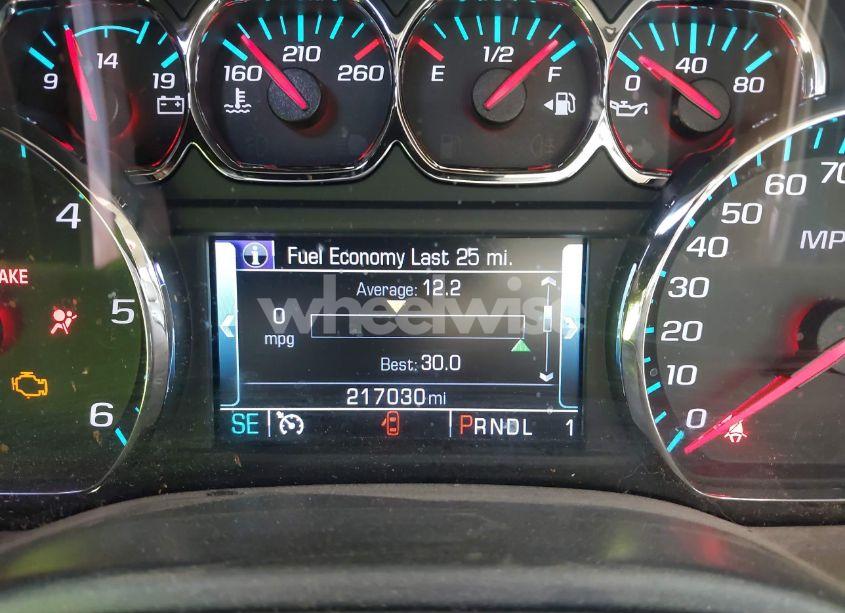 9 14 19
160 210 260
E 1/2 F
0 40 80
4
5
6
AKE
Fuel Economy Last 25 mi.
Average: 12.2
0
mpg
Best: 30.0
217030 mi
SE
PRNDL 1
70
60
50
40
30
20
10
0
MP
wheelwise